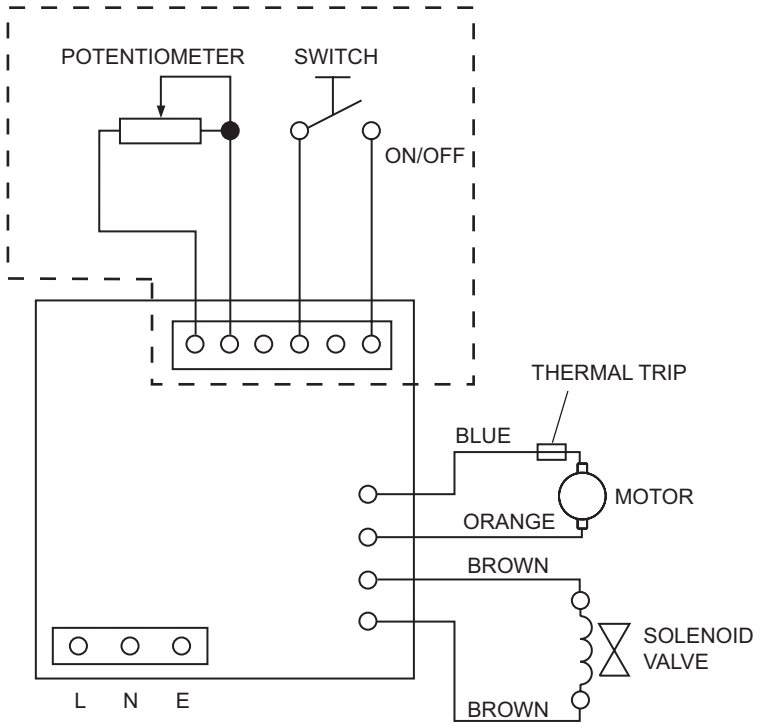 POTENTIOMETER
SWITCH
ON/OFF
THERMAL TRIP
BLUE
MOTOR
ORANGE
BROWN
SOLENOID
VALVE
BROWN
L N E